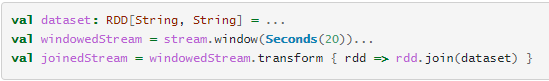 val dataset: RDD[String, String] = ...
val windowedStream = stream.window(Seconds(20))...
val joinedStream = windowedStream.transform { rdd => rdd.join(dataset) }